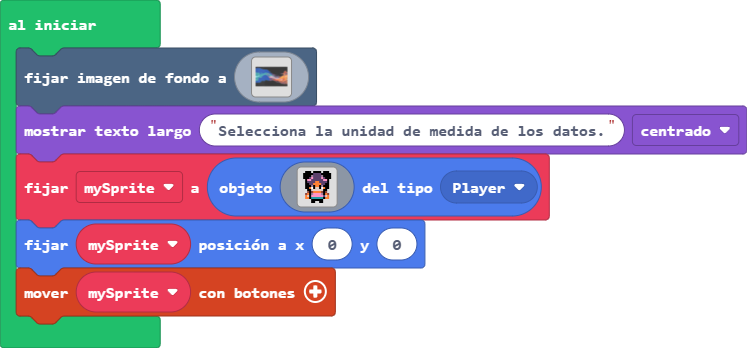 al iniciar
fijar imagen de fondo a
mostrar texto largo "Selecciona la unidad de medida de los datos." centrado
fijar mySprite a objeto del tipo Player
fijar mySprite posición a x 0 y 0
mover mySprite con botones